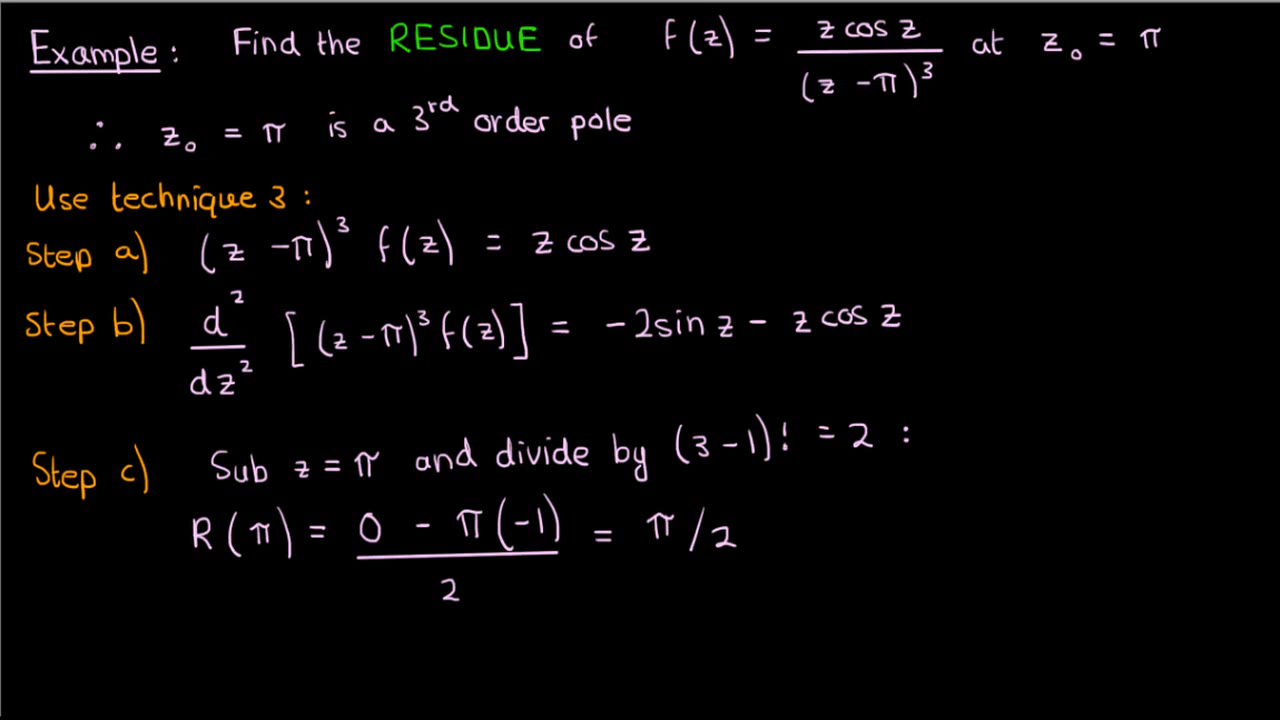 Example: Find the RESIDUE of f(z) = z cos z / (z - π)³ at z₀ = π
∴ z₀ = π is a 3rd order pole
Use technique 3:
Step a) (z - π)³ f(z) = z cos z
Step b) d²/dz² [(z - π)³ f(z)] = - 2sin z - z cos z
Step c) Sub z = π and divide by (3 - 1)! = 2 :
R(π) = 0 - π(-1) / 2 = π/2